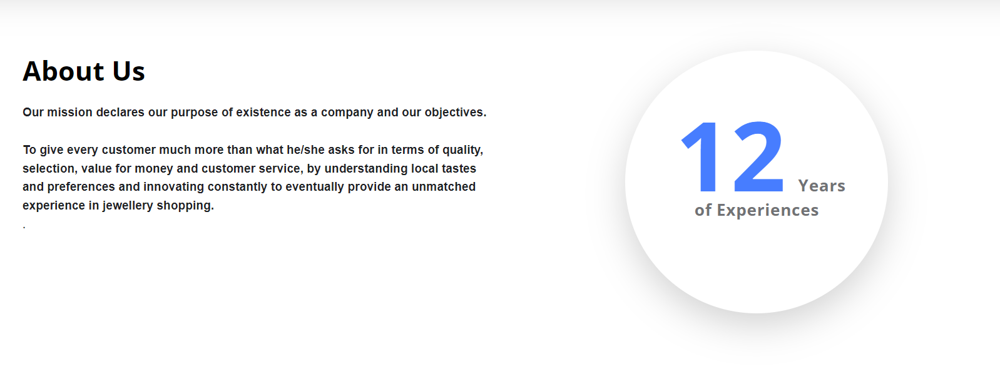 About Us
Our mission declares our purpose of existence as a company and our objectives.
To give every customer much more than what he/she asks for in terms of quality,
selection, value for money and customer service, by understanding local tastes
and preferences and innovating constantly to eventually provide an unmatched
experience in jewellery shopping.
.
12 Years
of Experiences